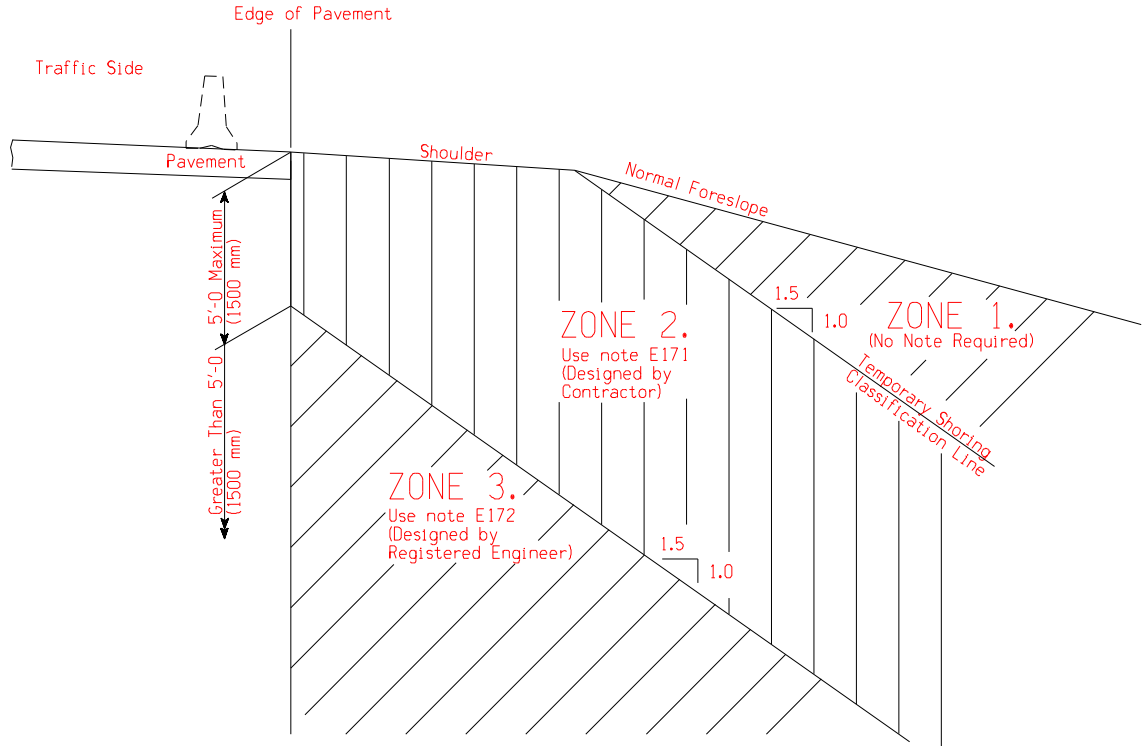 Edge of Pavement
Traffic Side
Pavement
Shoulder
Normal Foreslope
5'-0 Maximum
(1500 mm)
Greater Than 5'-0
(1500 mm)
1.5
1.0
ZONE 1.
(No Note Required)
ZONE 2.
Use note E171
(Designed by
Contractor)
Temporary Shoring
Classification Line
ZONE 3.
Use note E172
(Designed by
Registered Engineer)
1.5
1.0